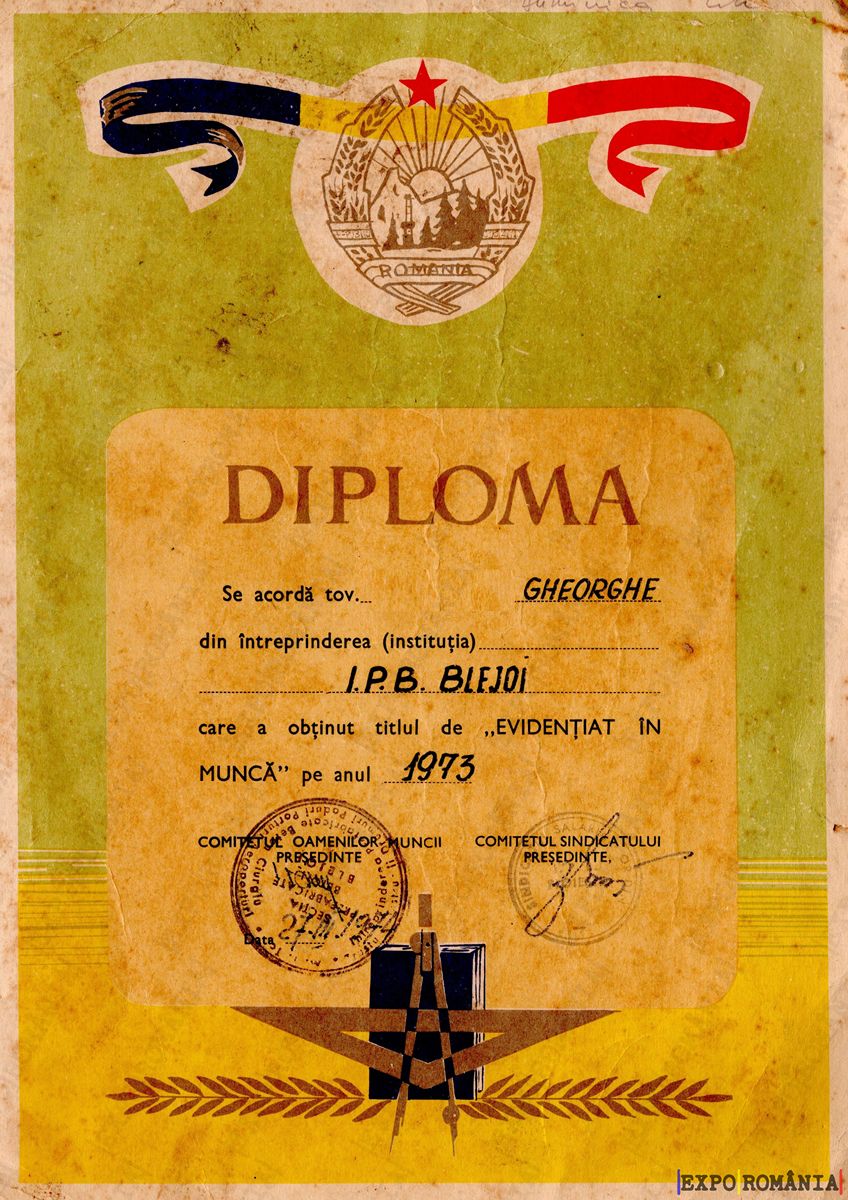 ROMÂNIA
DIPLOMA
Se acordă tov. GHEORGHE
din întreprinderea (instituția)
I.P.B. BLEJOI
care a obținut titlul de „EVIDENȚIAT ÎN
MUNCĂ” pe anul 1973
COMITETUL OAMENILOR MUNCII
PREȘEDINTE
COMITETUL SINDICATULUI
PREȘEDINTE,
Data
EXPO ROMÂNIA